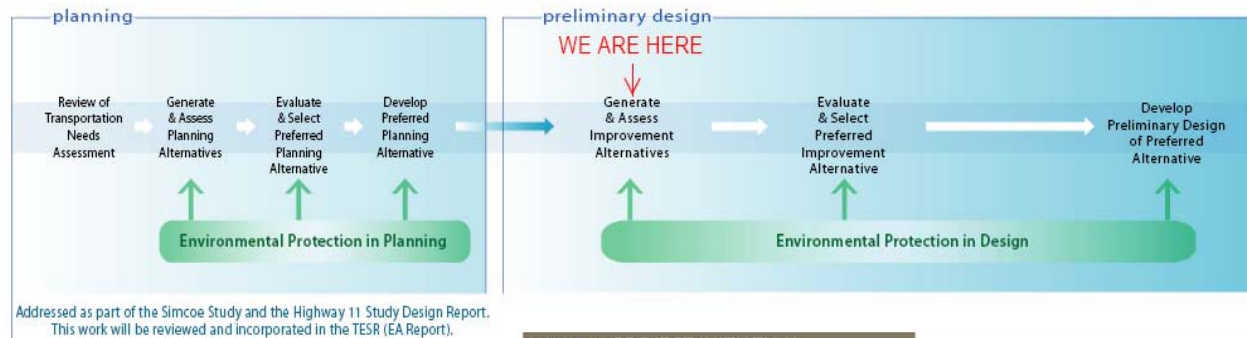 planning
preliminary design
WE ARE HERE
Review of
Transportation
Needs
Assessment
Generate
& Assess
Planning
Alternatives
Evaluate
& Select
Preferred
Planning
Alternative
Develop
Preferred
Planning
Alternative
Generate
& Assess
Improvement
Alternatives
Evaluate
& Select
Preferred
Improvement
Alternative
Develop
Preliminary Design
of Preferred
Alternative
Environmental Protection in Planning
Environmental Protection in Design
Addressed as part of the Simcoe Study and the Highway 11 Study Design Report.
This work will be reviewed and incorporated in the TESR (EA Report).